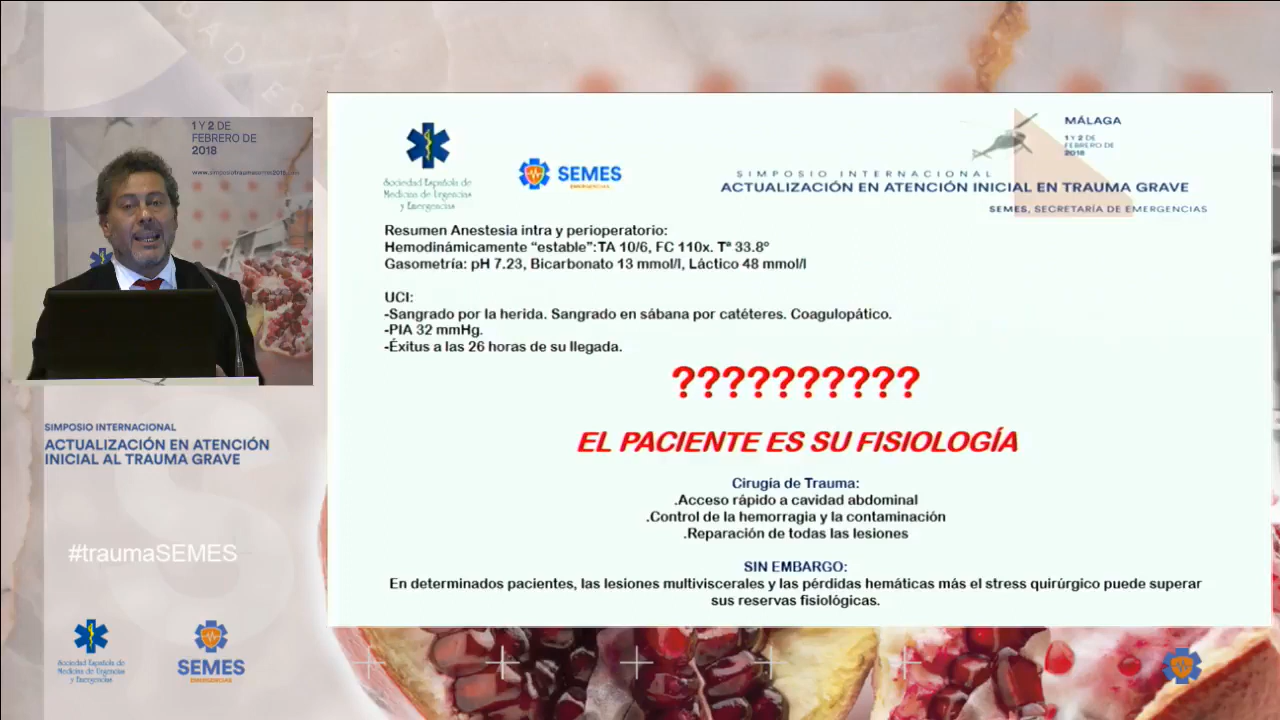 1 Y 2 DE
FEBRERO DE
2018
SIMPOSIO INTERNACIONAL
ACTUALIZACIÓN EN ATENCIÓN
INICIAL AL TRAUMA GRAVE
#traumaSEMES
Sociedad Española de
Medicina de Urgencias
y Emergencias
SEMES
EMERGENCIAS
Sociedad Española de
Medicina de Urgencias
y Emergencias
SEMES
EMERGENCIAS
MÁLAGA
1 Y 2 DE
FEBRERO DE
2018
SIMPOSIO INTERNACIONAL
ACTUALIZACIÓN EN ATENCIÓN INICIAL EN TRAUMA GRAVE
SEMES, SECRETARÍA DE EMERGENCIAS
Resumen Anestesia intra y perioperatorio:
Hemodinámicamente “estable”:TA 10/6, FC 110x. Tª 33.8º
Gasometría: pH 7.23, Bicarbonato 13 mmol/l, Láctico 48 mmol/l
UCI:
-Sangrado por la herida. Sangrado en sábana por catéteres. Coagulopático.
-PIA 32 mmHg.
-Éxitus a las 26 horas de su llegada.
??????????
EL PACIENTE ES SU FISIOLOGÍA
Cirugía de Trauma:
.Acceso rápido a cavidad abdominal
.Control de la hemorragia y la contaminación
.Reparación de todas las lesiones
SIN EMBARGO:
En determinados pacientes, las lesiones multiviscerales y las pérdidas hemáticas más el stress quirúrgico puede superar
sus reservas fisiológicas.